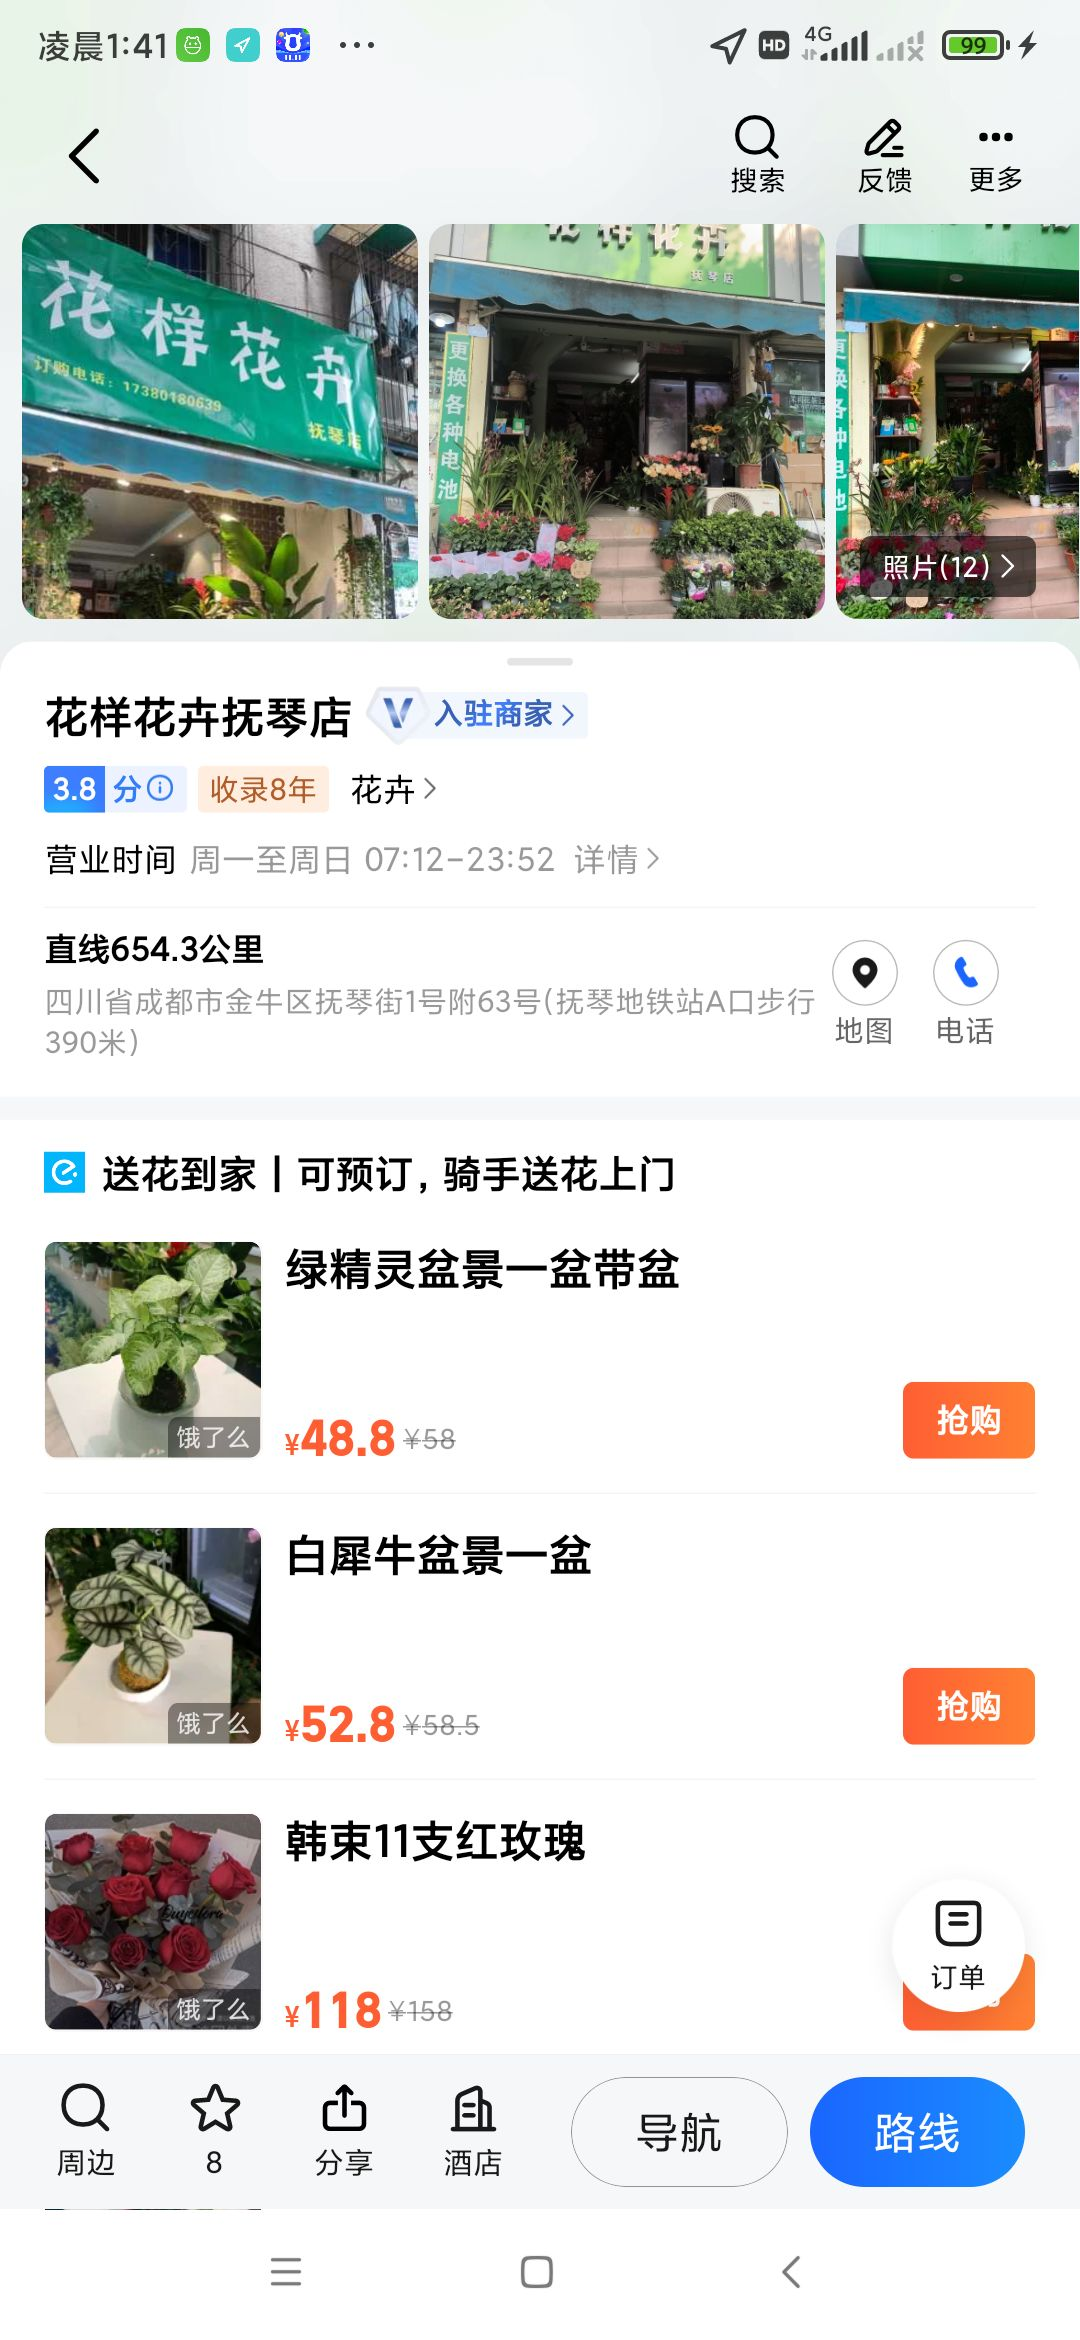 凌晨1:41
HD
4G
99
搜索
反馈
更多
花样花卉
订购电话：17380180639
抚琴店
花样花卉
抚琴店
更换各种电池
更换各种电池
照片(12)
花样花卉抚琴店
入驻商家
3.8分
收录8年
花卉
营业时间 周一至周日 07:12-23:52 详情
直线654.3公里
四川省成都市金牛区抚琴街1号附63号(抚琴地铁站A口步行
390米)
地图
电话
送花到家 | 可预订，骑手送花上门
绿精灵盆景一盆带盆
饿了么
¥48.8 ¥58
抢购
白犀牛盆景一盆
饿了么
¥52.8 ¥58.5
抢购
韩束11支红玫瑰
饿了么
¥118 ¥158
订单
周边
8
分享
酒店
导航
路线